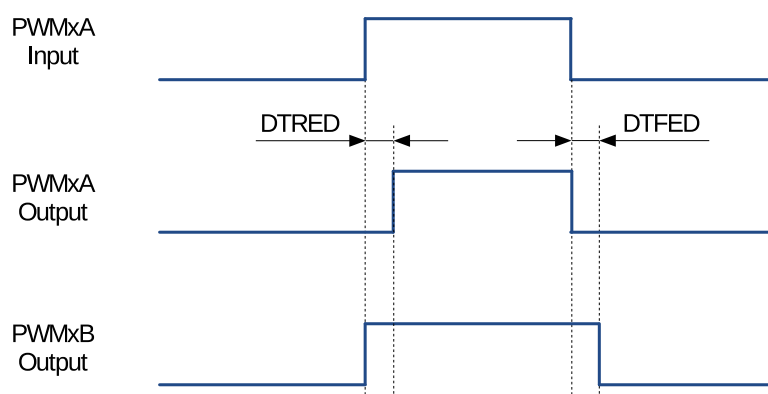 PWMxA
Input
DTRED
DTFED
PWMxA
Output
PWMxB
Output